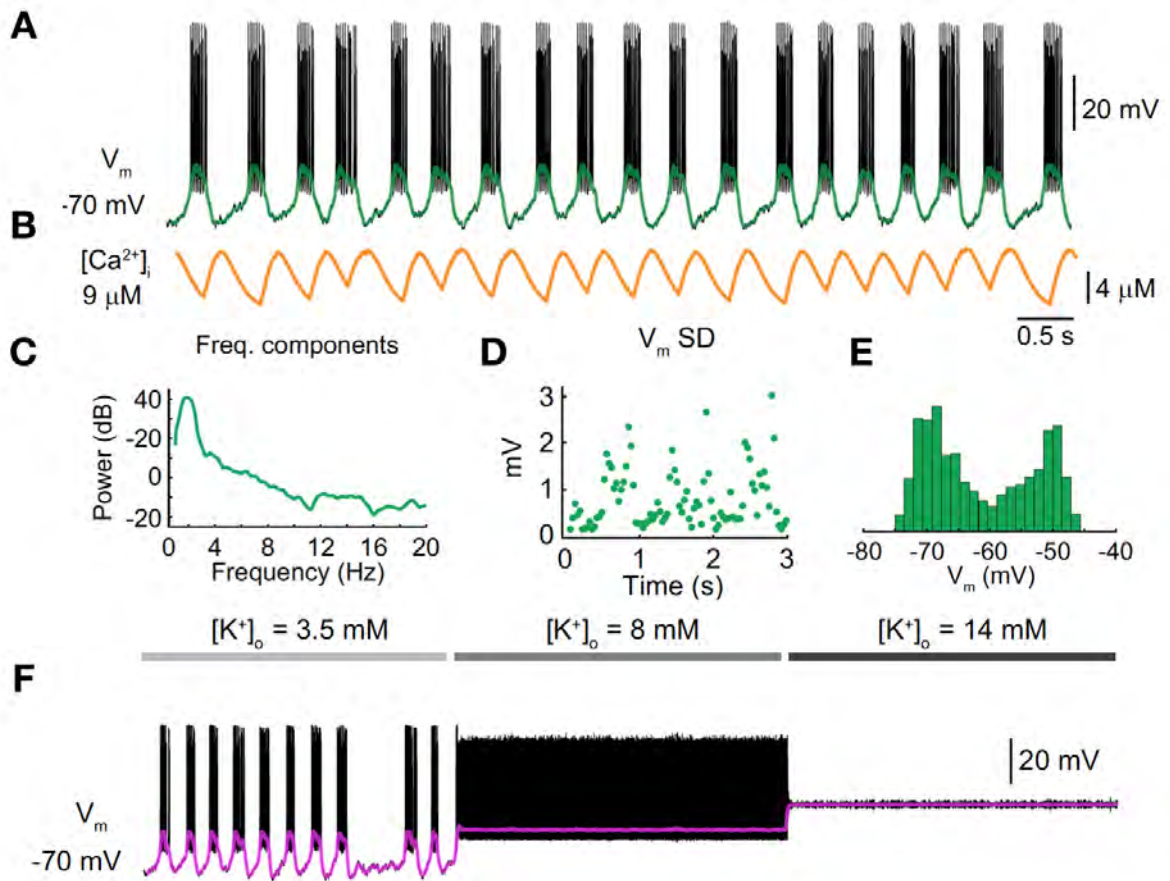 A
20 mV
Vm
-70 mV
B
[Ca²⁺]i
9 μM
4 μM
0.5 s
C
Freq. components
Power (dB)
40
-20
0
-20
0 4 8 12 16 20
Frequency (Hz)
D
Vm SD
mV
3
2
1
0
0 1 2 3
Time (s)
E
-80 -70 -60 -50 -40
Vm (mV)
[K⁺]o = 3.5 mM
[K⁺]o = 8 mM
[K⁺]o = 14 mM
F
20 mV
Vm
-70 mV